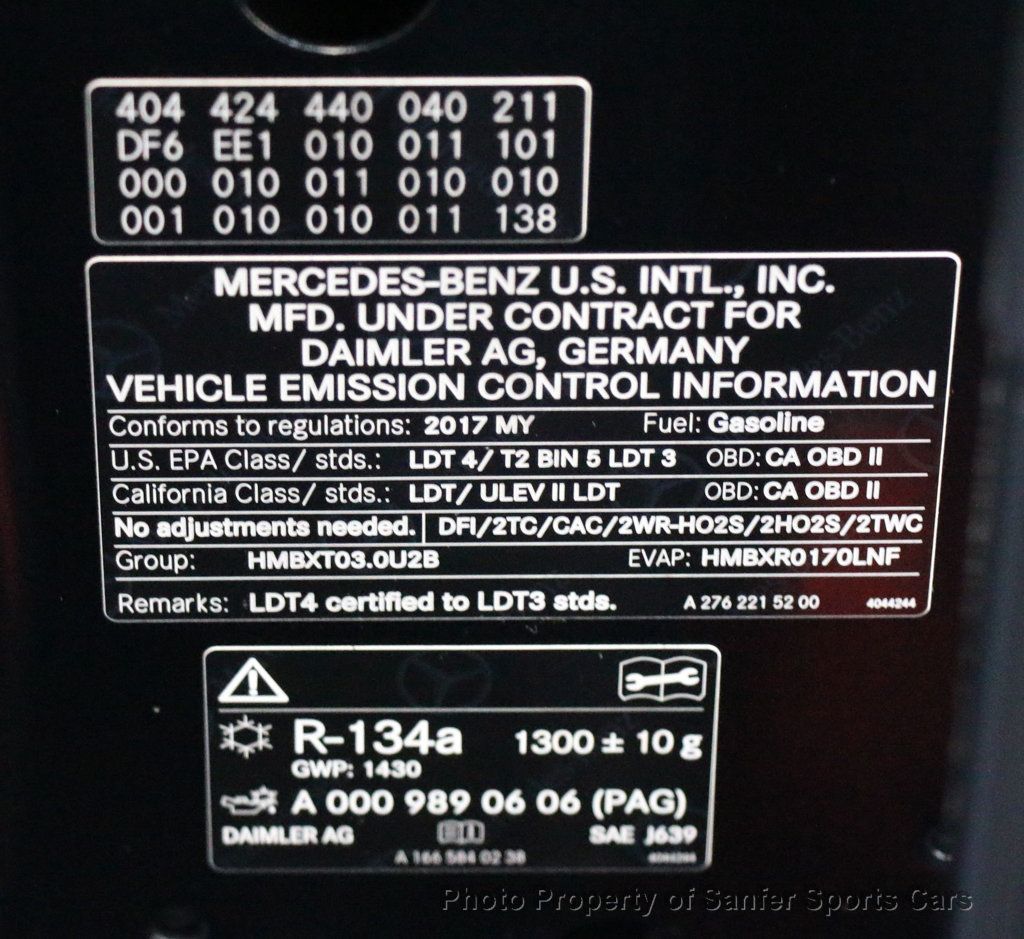 404 424 440 040 211
DF6 EE1 010 011 101
000 010 011 010 010
001 010 010 011 138
MERCEDES-BENZ U.S. INTL., INC.
MFD. UNDER CONTRACT FOR
DAIMLER AG, GERMANY
VEHICLE EMISSION CONTROL INFORMATION
Conforms to regulations: 2017 MY Fuel: Gasoline
U.S. EPA Class/ stds.: LDT 4/ T2 BIN 5 LDT 3 OBD: CA OBD II
California Class/ stds.: LDT/ ULEV II LDT OBD: CA OBD II
No adjustments needed. DFI/2TC/CAC/2WR-HO2S/2HO2S/2TWC
Group: HMBXT03.0U2B EVAP: HMBXR0170LNF
Remarks: LDT4 certified to LDT3 stds. A 276 221 52 00 4044244
R-134a 1300 ± 10 g
GWP: 1430
A 000 989 06 06 (PAG)
DAIMLER AG SAE J639
A 166 584 02 38
Photo Property of Sanfer Sports Cars